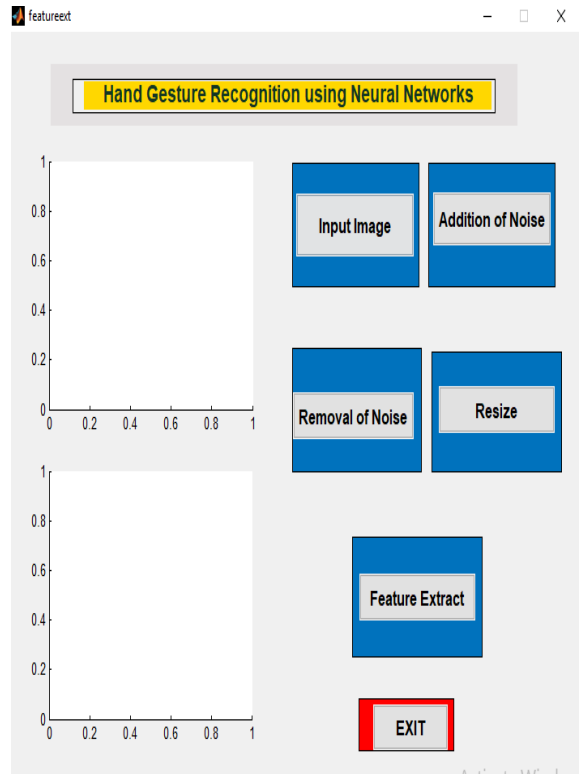 featureext
Hand Gesture Recognition using Neural Networks
1
0.8
0.6
0.4
0.2
0
0 0.2 0.4 0.6 0.8 1
Input Image
Addition of Noise
Removal of Noise
Resize
1
0.8
0.6
0.4
0.2
0
0 0.2 0.4 0.6 0.8 1
Feature Extract
EXIT